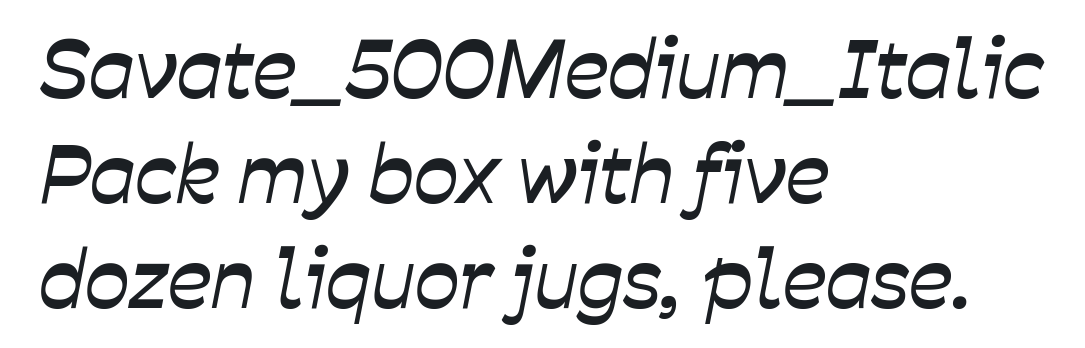 Savate_500Medium_Italic
Pack my box with five
dozen liquor jugs, please.